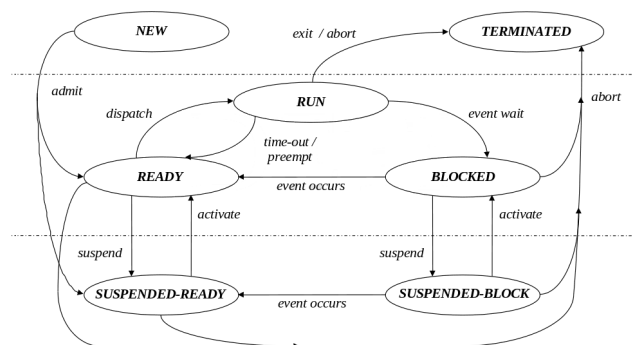 NEW
TERMINATED
exit / abort
admit
RUN
abort
dispatch
event wait
time-out /
preempt
READY
BLOCKED
event occurs
activate
activate
suspend
suspend
SUSPENDED-READY
SUSPENDED-BLOCK
event occurs